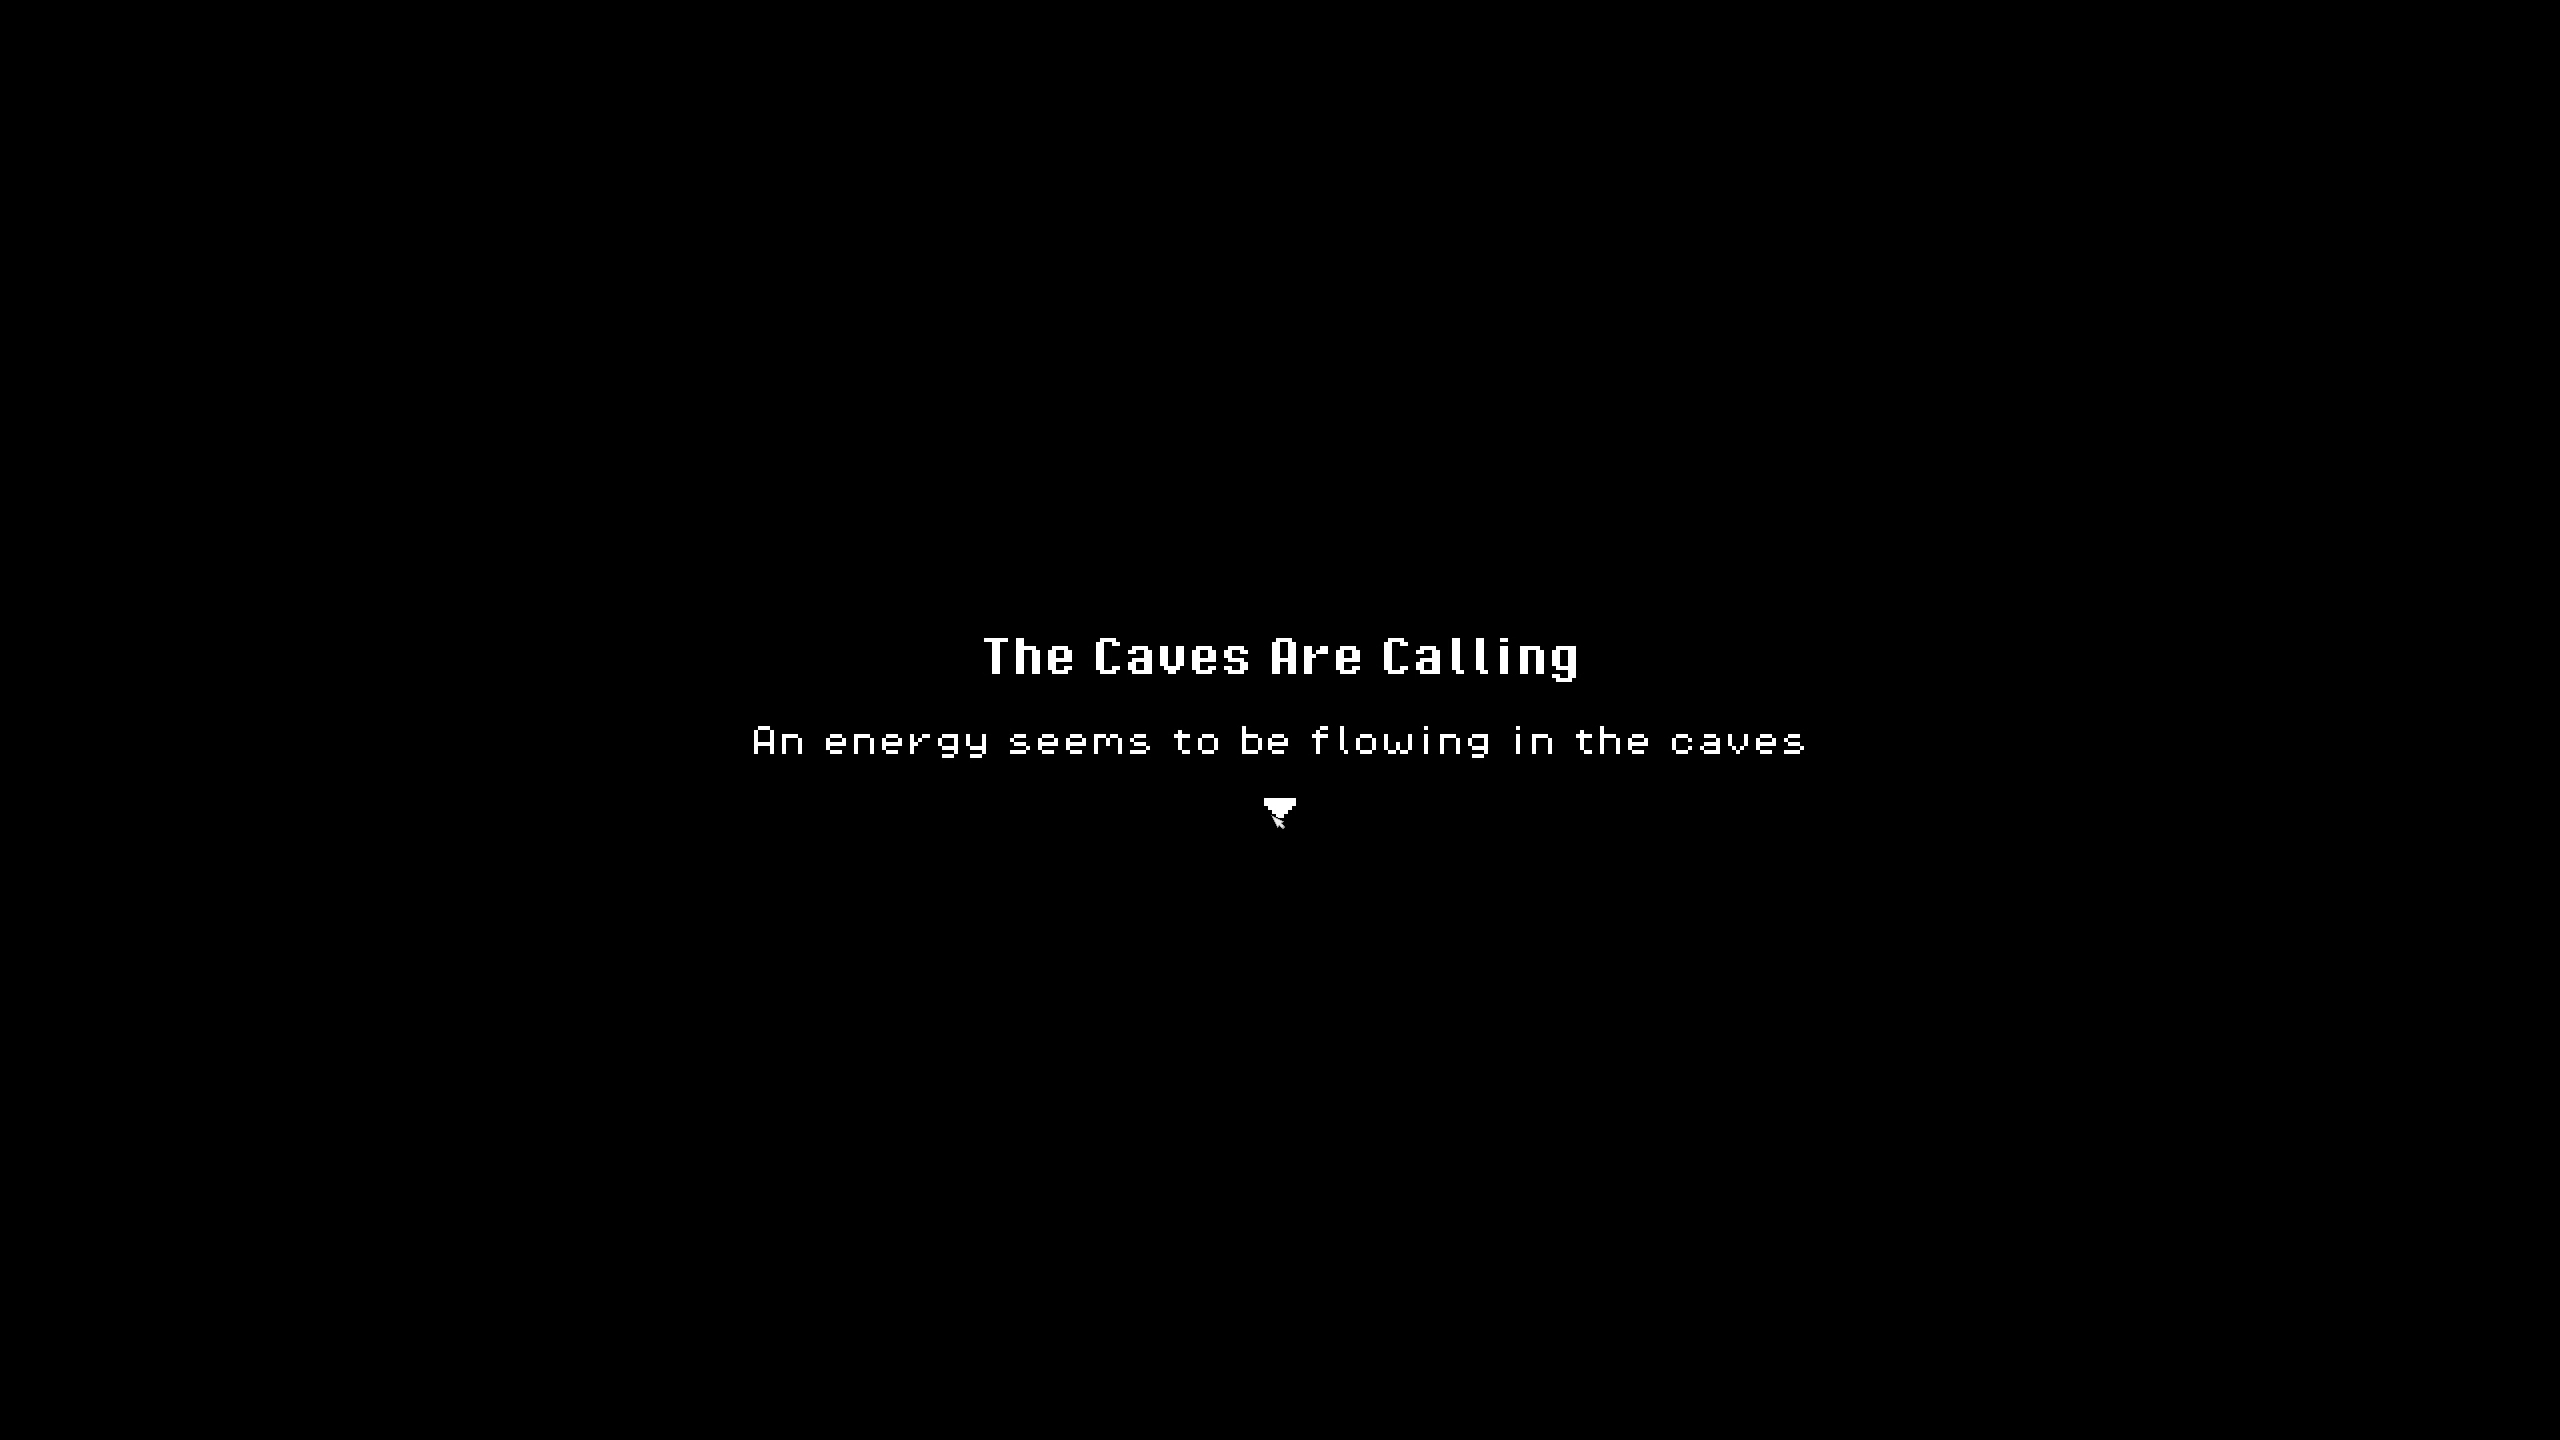 The Caves Are Calling
An energy seems to be flowing in the caves